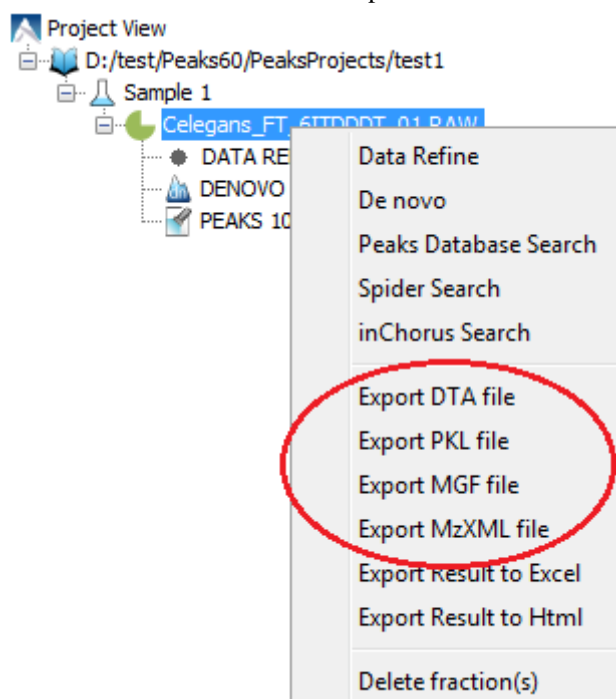 Project View
D:/test/Peaks60/PeaksProjects/test1
Sample 1
Celegans_FT_6ITDDDT_01.RAW
DATA RE
DENOVO
PEAKS 10
Data Refine
De novo
Peaks Database Search
Spider Search
inChorus Search
Export DTA file
Export PKL file
Export MGF file
Export MzXML file
Export Result to Excel
Export Result to Html
Delete fraction(s)